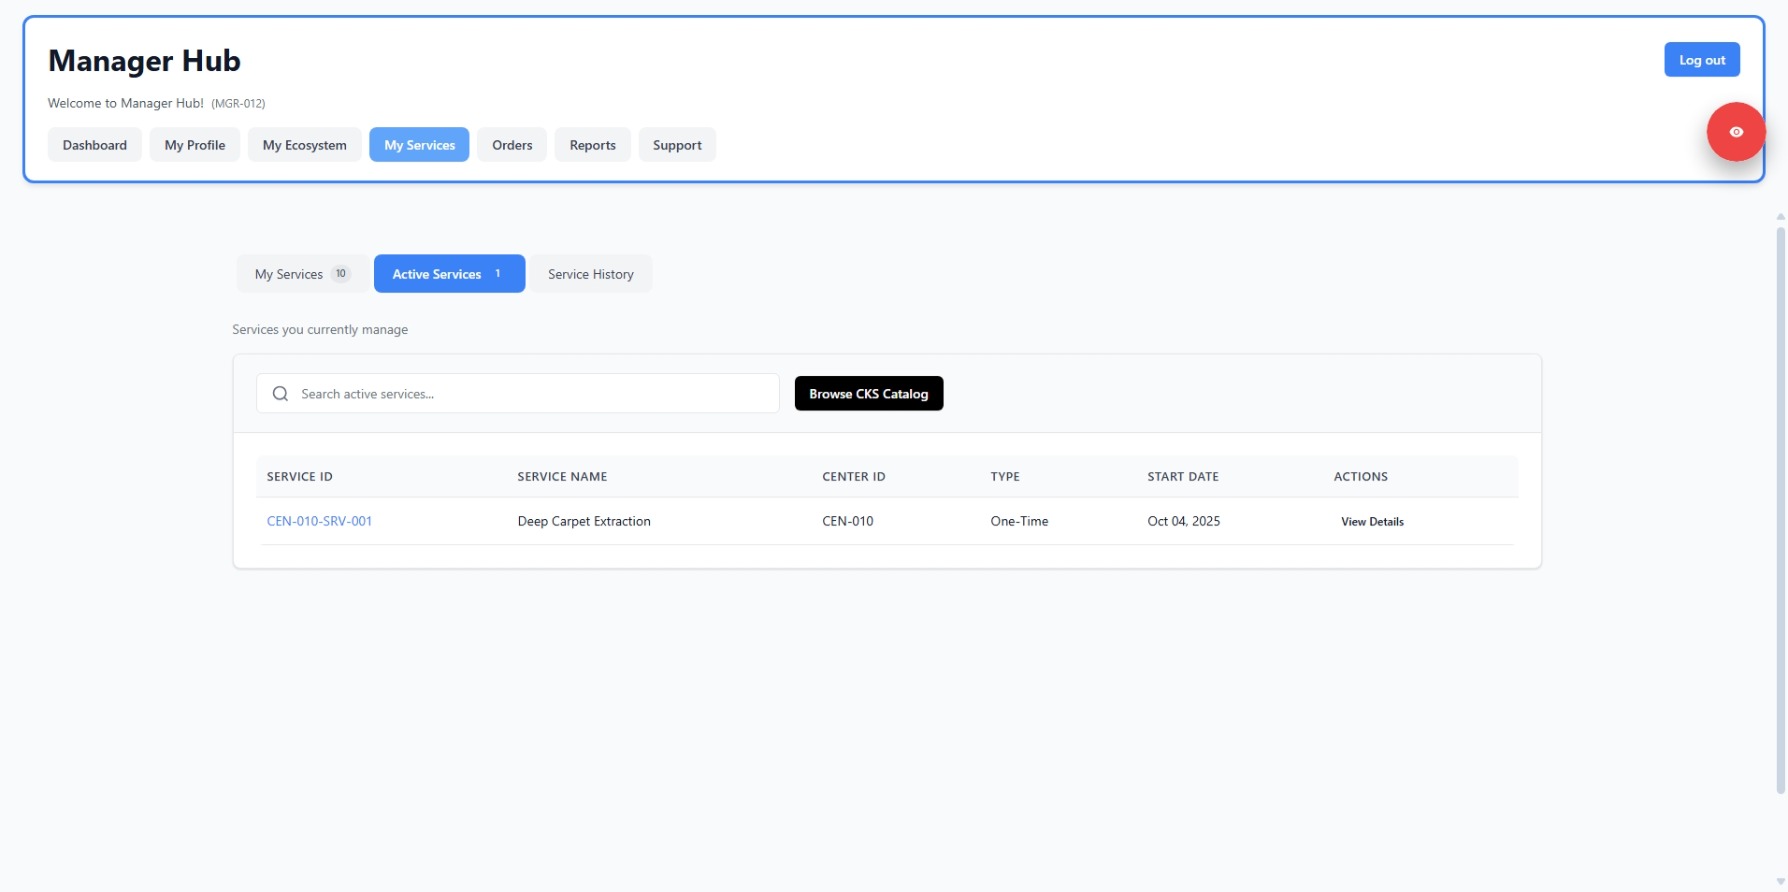 Manager Hub
Log out
Welcome to Manager Hub! (MGR-012)
Dashboard My Profile My Ecosystem My Services Orders Reports Support
My Services 10 Active Services 1 Service History
Services you currently manage
Search active services...
Browse CKS Catalog
SERVICE ID SERVICE NAME CENTER ID TYPE START DATE ACTIONS
CEN-010-SRV-001 Deep Carpet Extraction CEN-010 One-Time Oct 04, 2025 View Details